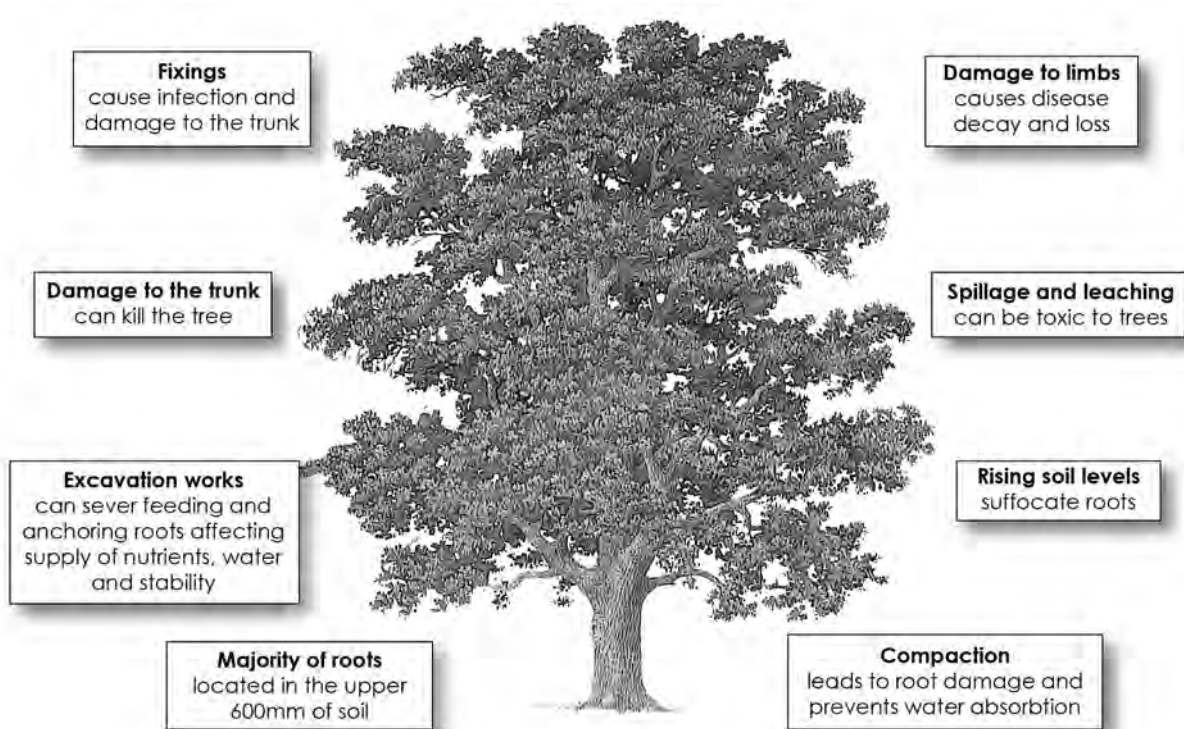 Fixings
cause infection and
damage to the trunk
Damage to limbs
causes disease
decay and loss
Damage to the trunk
can kill the tree
Spillage and leaching
can be toxic to trees
Excavation works
can sever feeding and
anchoring roots affecting
supply of nutrients, water
and stability
Rising soil levels
suffocate roots
Majority of roots
located in the upper
600mm of soil
Compaction
leads to root damage and
prevents water absorbtion